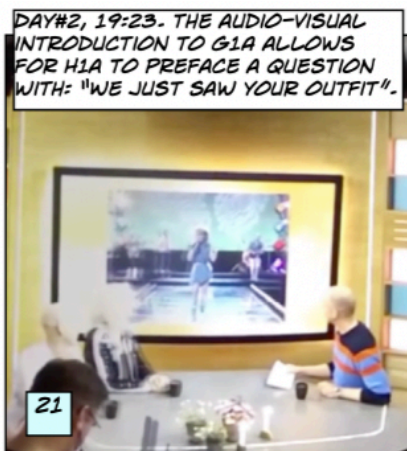 DAY#2, 19:23. THE AUDIO-VISUAL
INTRODUCTION TO G1A ALLOWS
FOR H1A TO PREFACE A QUESTION
WITH: "WE JUST SAW YOUR OUTFIT".
21